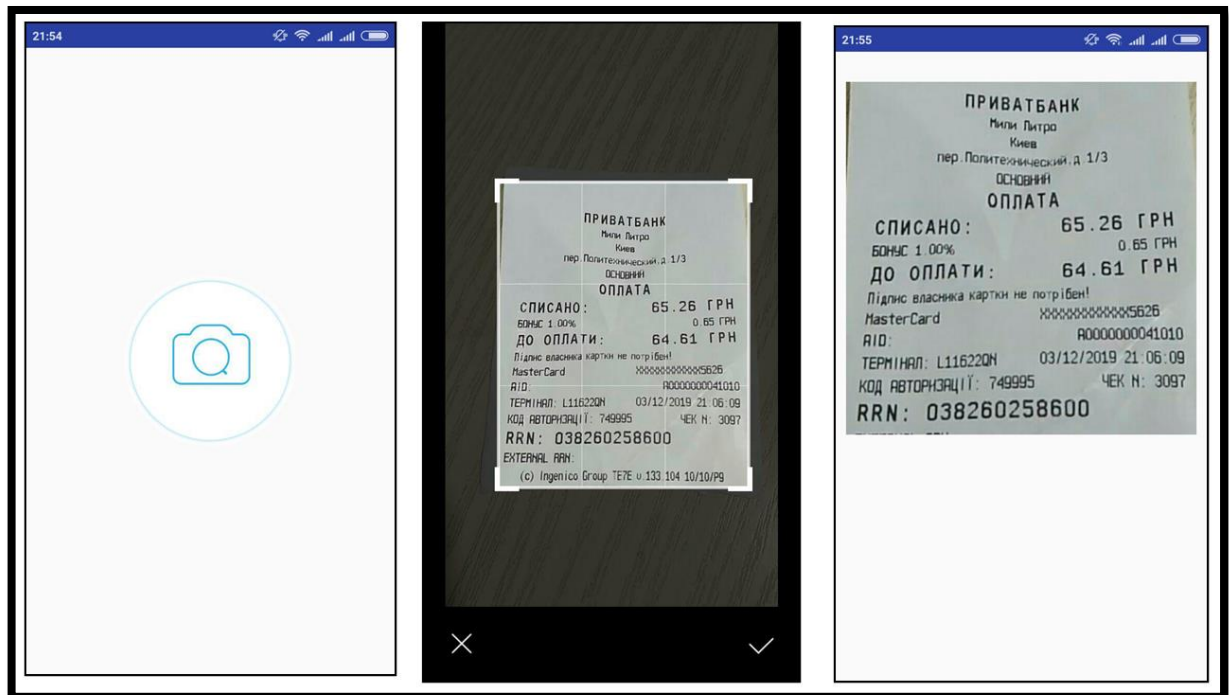 21:54
ПРИВАТБАНК
Мили Питро
Киев
пер.Политехнический,д.1/3
ОСНОВНИЙ
ОПЛАТА
СПИСАНО: 65.26 ГРН
БОНУС 1.00% 0.65 ГРН
ДО ОПЛАТИ: 64.61 ГРН
Підпис власника картки не потрібен!
MasterCard XXXXXXXXXXXX5626
AID: A0000000041010
ТЕРМІНАЛ: L11622QN 03/12/2019 21:06:09
КОД АВТОРИЗАЦІЇ: 749995 ЧЕК N: 3097
RRN: 038260258600
EXTERNAL RRN:
(c) Ingenico Group TE7E v.133.104 10/10/P9
21:55
ПРИВАТБАНК
Мили Питро
Киев
пер.Политехнический,д.1/3
ОСНОВНИЙ
ОПЛАТА
СПИСАНО: 65.26 ГРН
БОНУС 1.00% 0.65 ГРН
ДО ОПЛАТИ: 64.61 ГРН
Підпис власника картки не потрібен!
MasterCard XXXXXXXXXXXX5626
AID: A0000000041010
ТЕРМІНАЛ: L11622QN 03/12/2019 21:06:09
КОД АВТОРИЗАЦІЇ: 749995 ЧЕК N: 3097
RRN: 038260258600